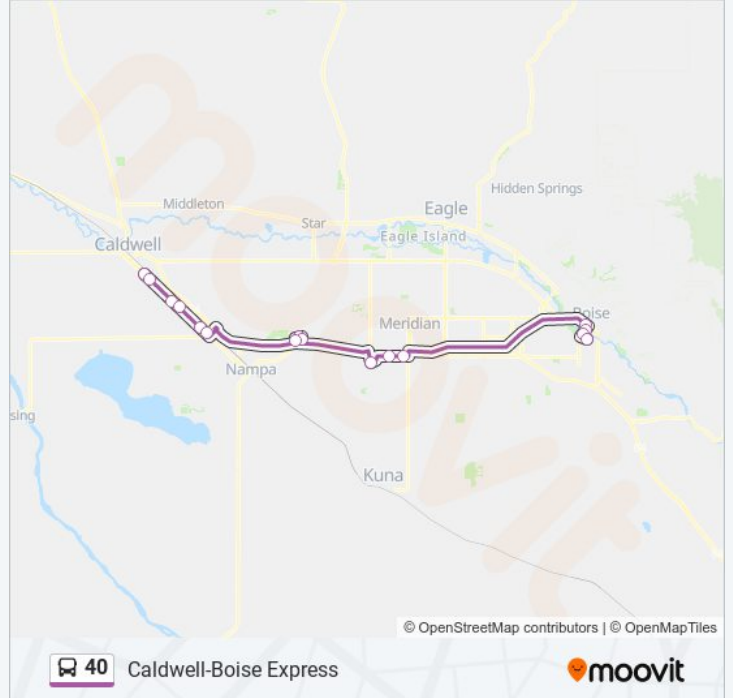 Hidden Springs
Middleton
Eagle
Star
Eagle Island
Caldwell
Boise
Meridian
Nampa
sing
Kuna
moovit
© OpenStreetMap contributors | © OpenMapTiles
40 Caldwell-Boise Express
moovit